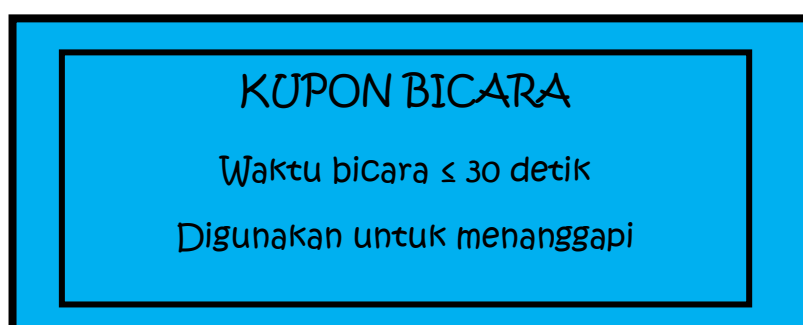 KUPON BICARA
Waktu bicara ≤ 30 detik
Digunakan untuk menanggapi